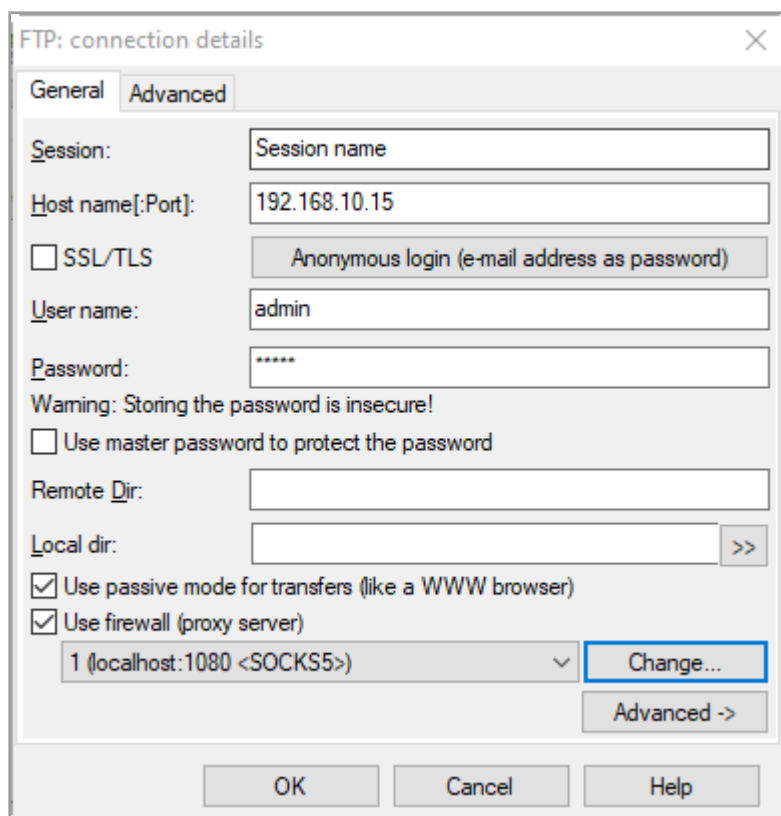 FTP: connection details
General Advanced
Session: Session name
Host name[:Port]: 192.168.10.15
SSL/TLS Anonymous login (e-mail address as password)
User name: admin
Password: *****
Warning: Storing the password is insecure!
Use master password to protect the password
Remote Dir:
Local dir: >>
Use passive mode for transfers (like a WWW browser)
Use firewall (proxy server)
1 (localhost:1080 <SOCKS5>) Change...
Advanced ->
OK Cancel Help